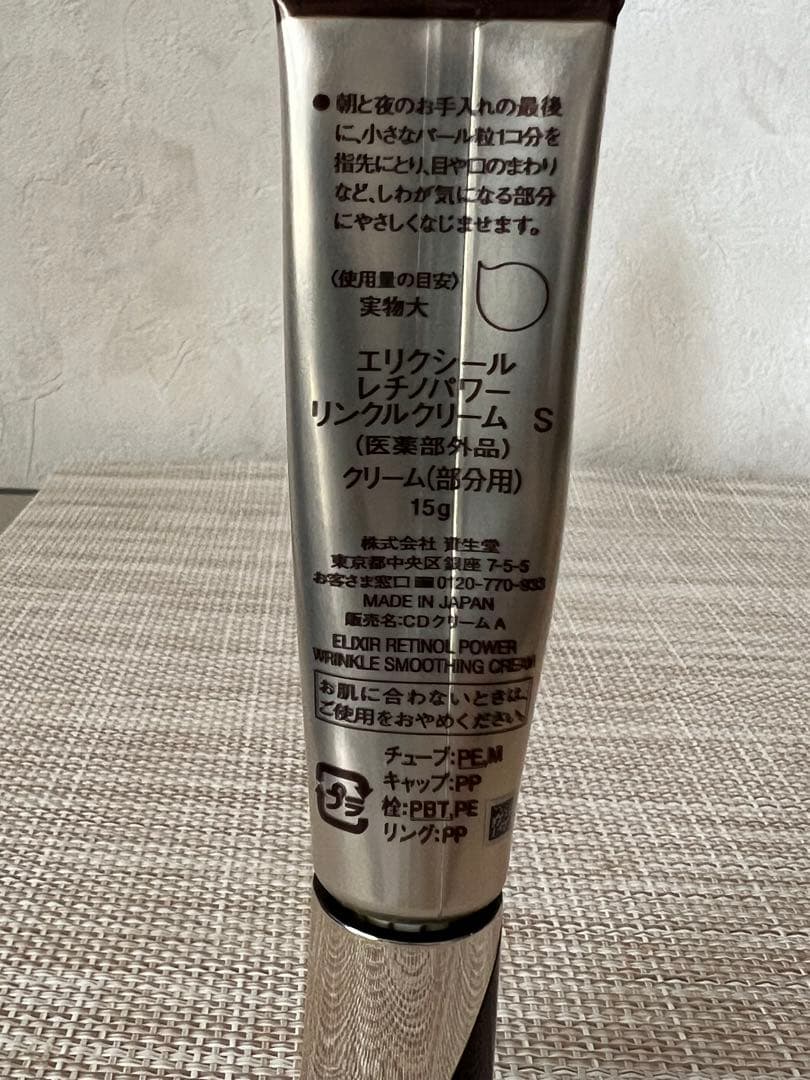 ● 朝と夜のお手入れの最後
に、小さなパール粒1コ分を
指先にとり、目や口のまわり
など、しわが気になる部分
にやさしくなじませます。
〈使用量の目安〉
実物大
エリクシール
レチノパワー
リンクルクリーム S
(医薬部外品)
クリーム(部分用)
15g
株式会社 資生堂
東京都中央区銀座 7-5-5
お客さま窓口 0120-770-933
MADE IN JAPAN
販売名:CDクリームA
ELIXIR RETINOL POWER
WRINKLE SMOOTHING CREAM
お肌に合わないときは、
ご使用をおやめください。
チューブ:PE,M
キャップ:PP
栓:PBT,PE
リング:PP
プラ